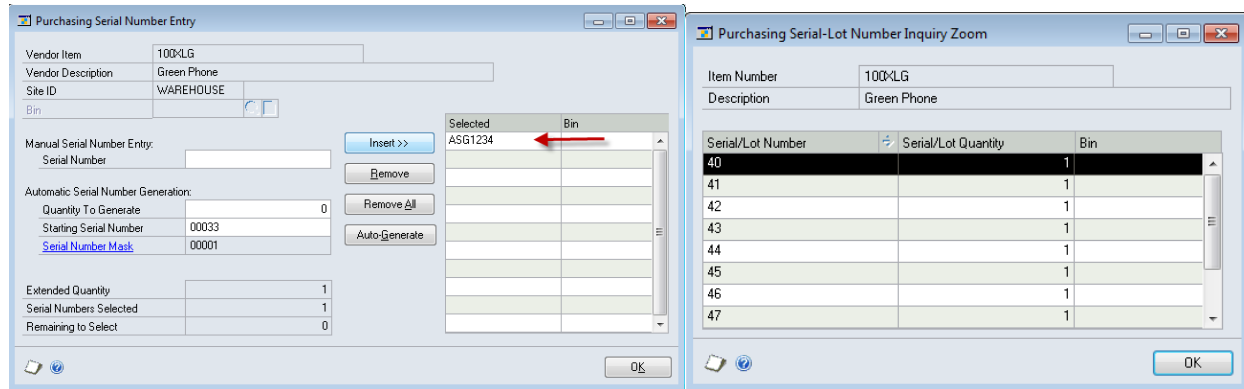 Purchasing Serial Number Entry
Vendor Item 100XLG
Vendor Description Green Phone
Site ID WAREHOUSE
Bin
Manual Serial Number Entry:
Serial Number
Automatic Serial Number Generation:
Quantity To Generate 0
Starting Serial Number 00033
Serial Number Mask 00001
Extended Quantity 1
Serial Numbers Selected 1
Remaining to Select 0
Insert >>
Remove
Remove All
Auto-Generate
Selected Bin
ASG1234
OK
Purchasing Serial-Lot Number Inquiry Zoom
Item Number 100XLG
Description Green Phone
Serial/Lot Number Serial/Lot Quantity Bin
40 1
41 1
42 1
43 1
44 1
45 1
46 1
47 1
OK